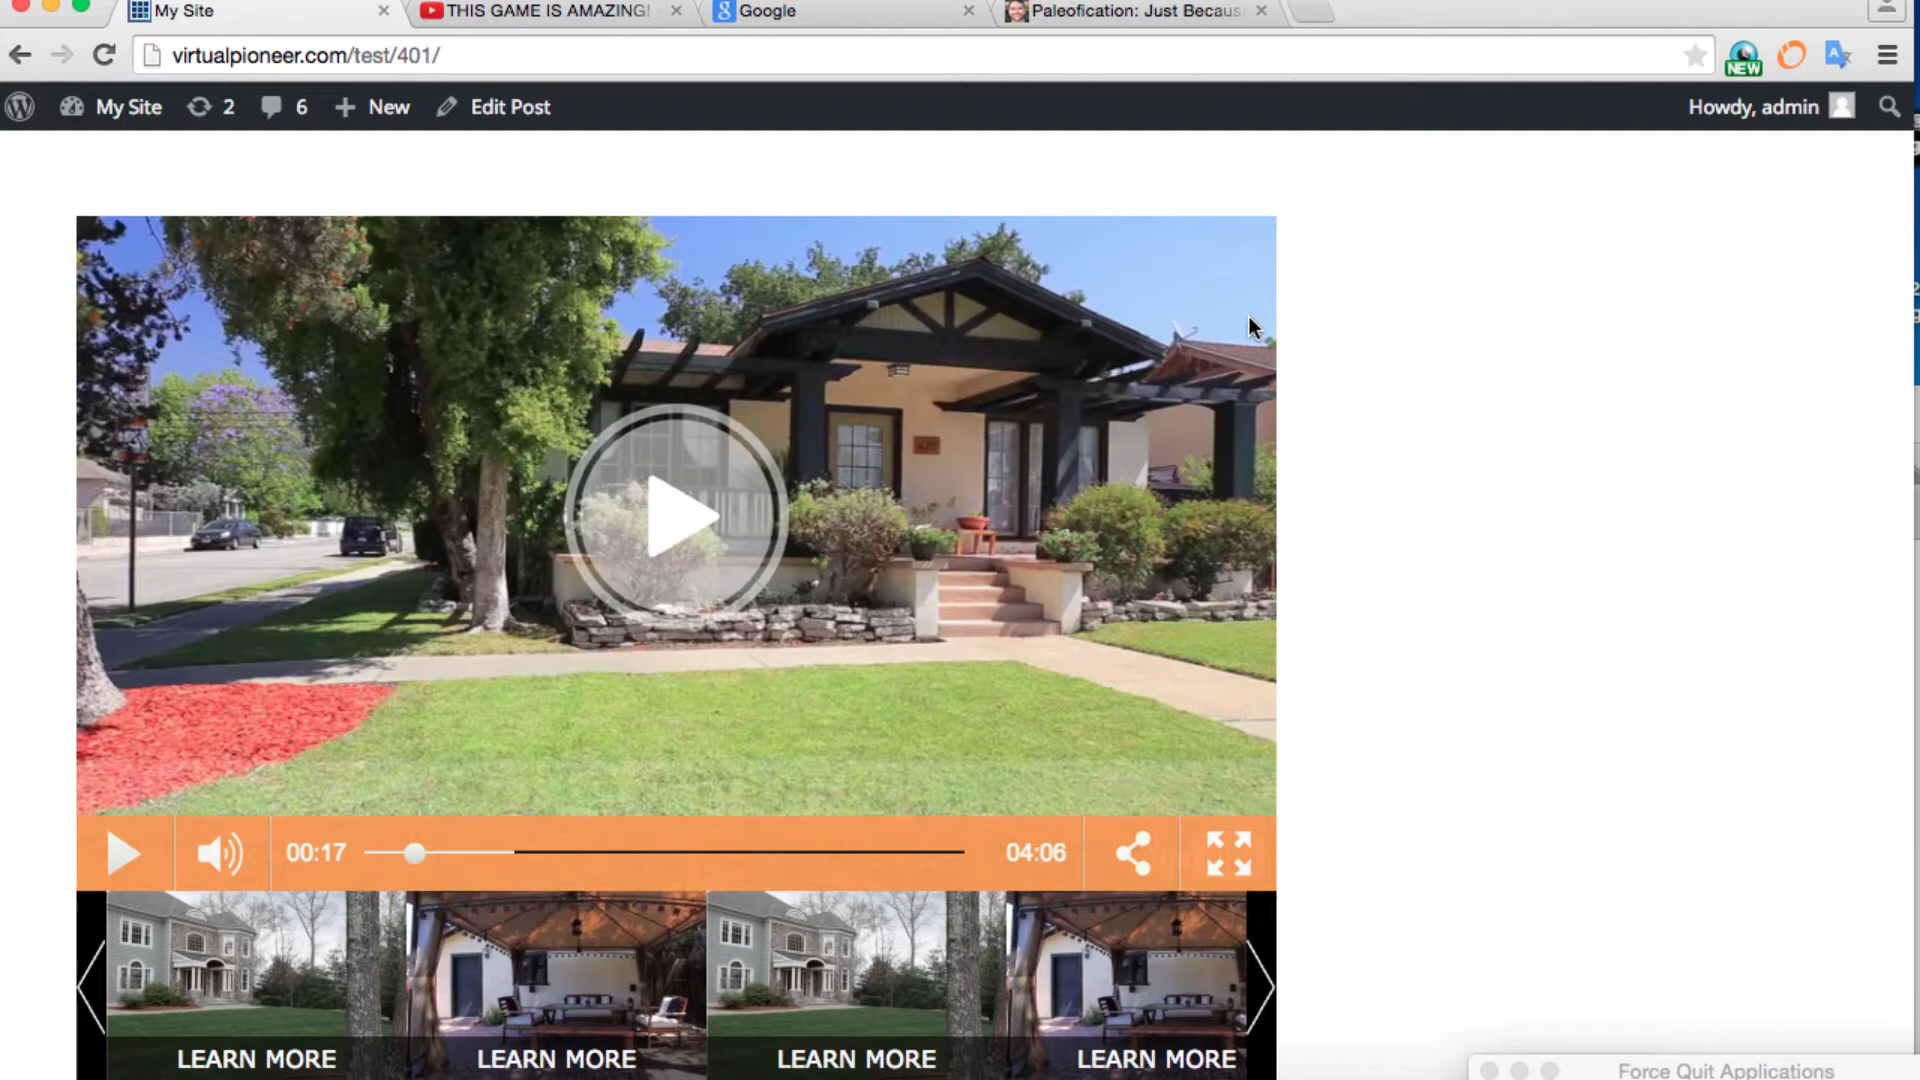 My Site
THIS GAME IS AMAZING!
Google
Paleofication: Just Becaus
virtualpioneer.com/test/401/
NEW
My Site 2 6 New Edit Post
Howdy, admin
00:17
04:06
LEARN MORE
LEARN MORE
LEARN MORE
LEARN MORE
Force Quit Applications